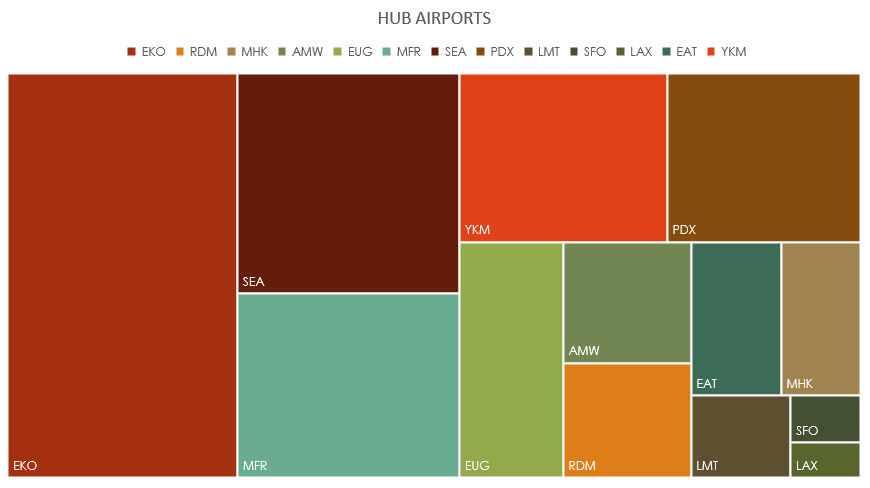 HUB AIRPORTS
EKO RDM MHK AMW EUG MFR SEA PDX LMT SFO LAX EAT YKM
YKM
PDX
SEA
AMW
EAT
MHK
SFO
EKO
MFR
EUG
RDM
LMT
LAX